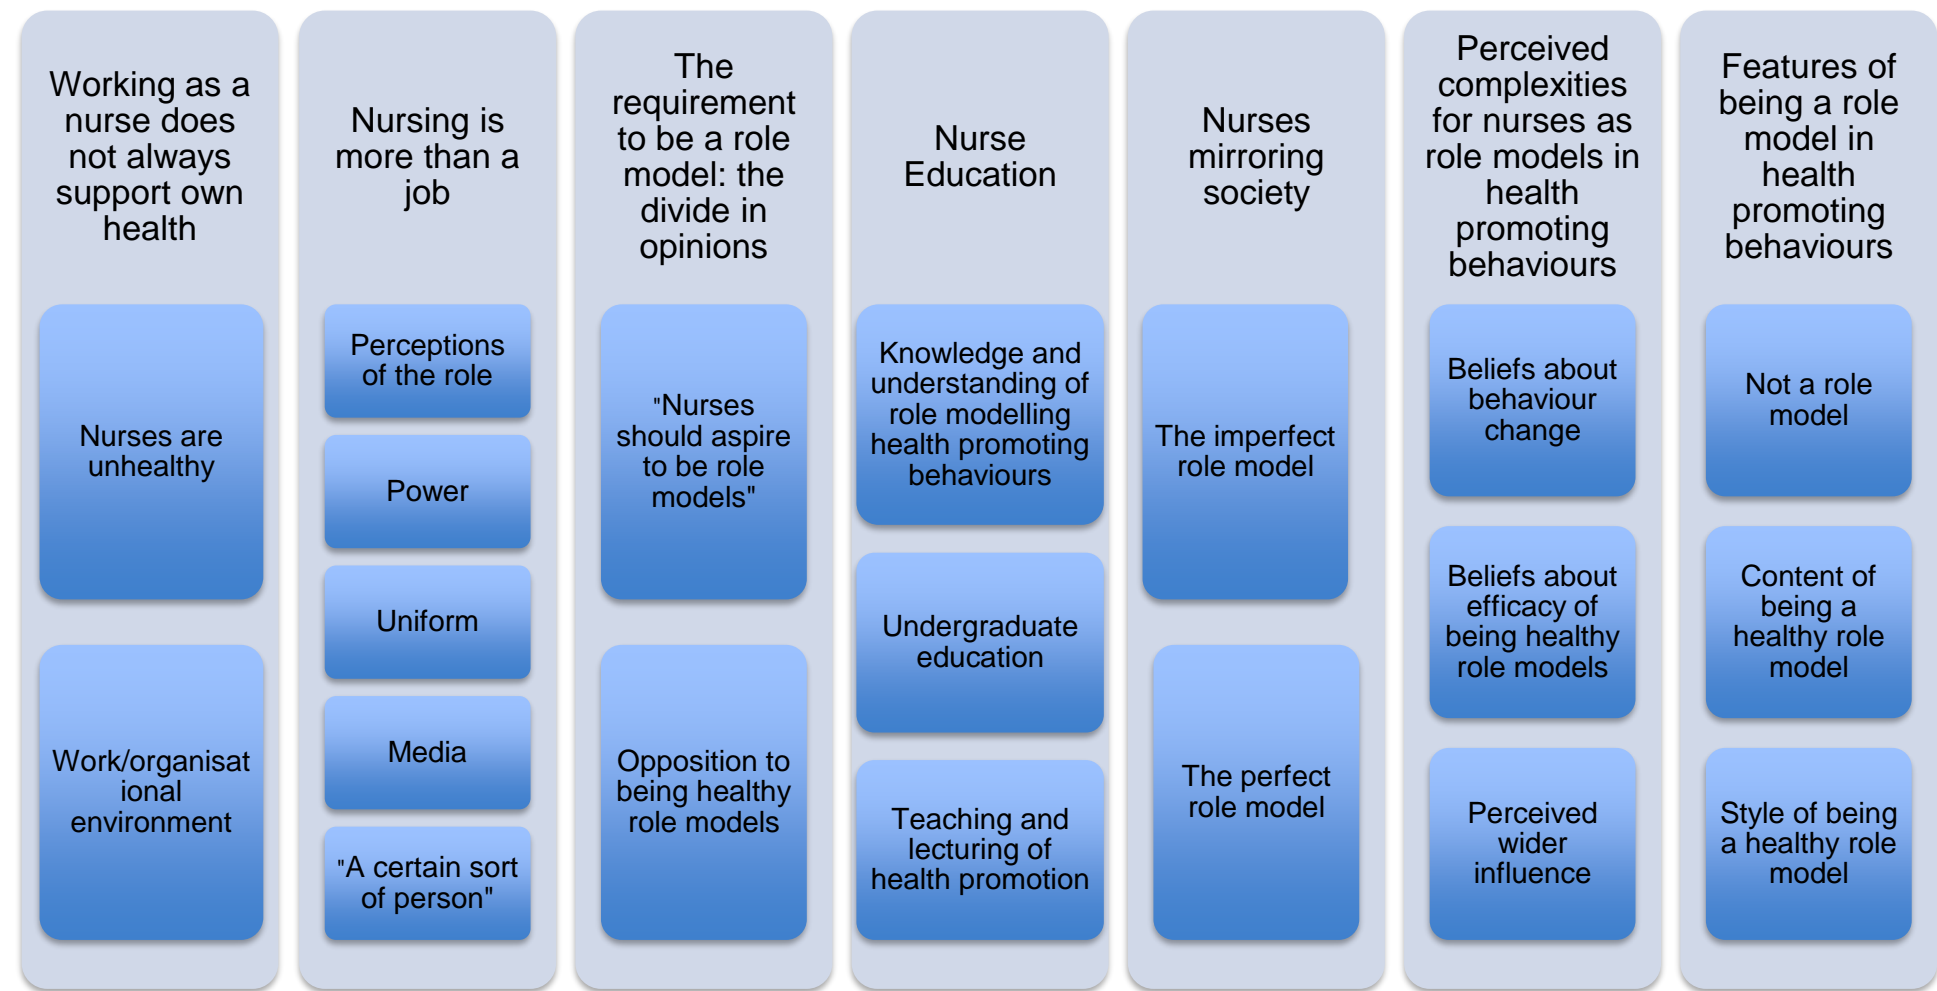 Working as a
nurse does
not always
support own
health
Nurses are
unhealthy
Work/organisat
ional
environment
Nursing is
more than a
job
Perceptions
of the role
Power
Uniform
Media
"A certain sort
of person"
The
requirement
to be a role
model: the
divide in
opinions
"Nurses
should aspire
to be role
models"
Opposition to
being healthy
role models
Nurse
Education
Knowledge and
understanding of
role modelling
health promoting
behaviours
Undergraduate
education
Teaching and
lecturing of
health promotion
Nurses
mirroring
society
The imperfect
role model
The perfect
role model
Perceived
complexities
for nurses as
role models in
health
promoting
behaviours
Beliefs about
behaviour
change
Beliefs about
efficacy of
being healthy
role models
Perceived
wider
influence
Features of
being a role
model in
health
promoting
behaviours
Not a role
model
Content of
being a
healthy role
model
Style of being
a healthy role
model